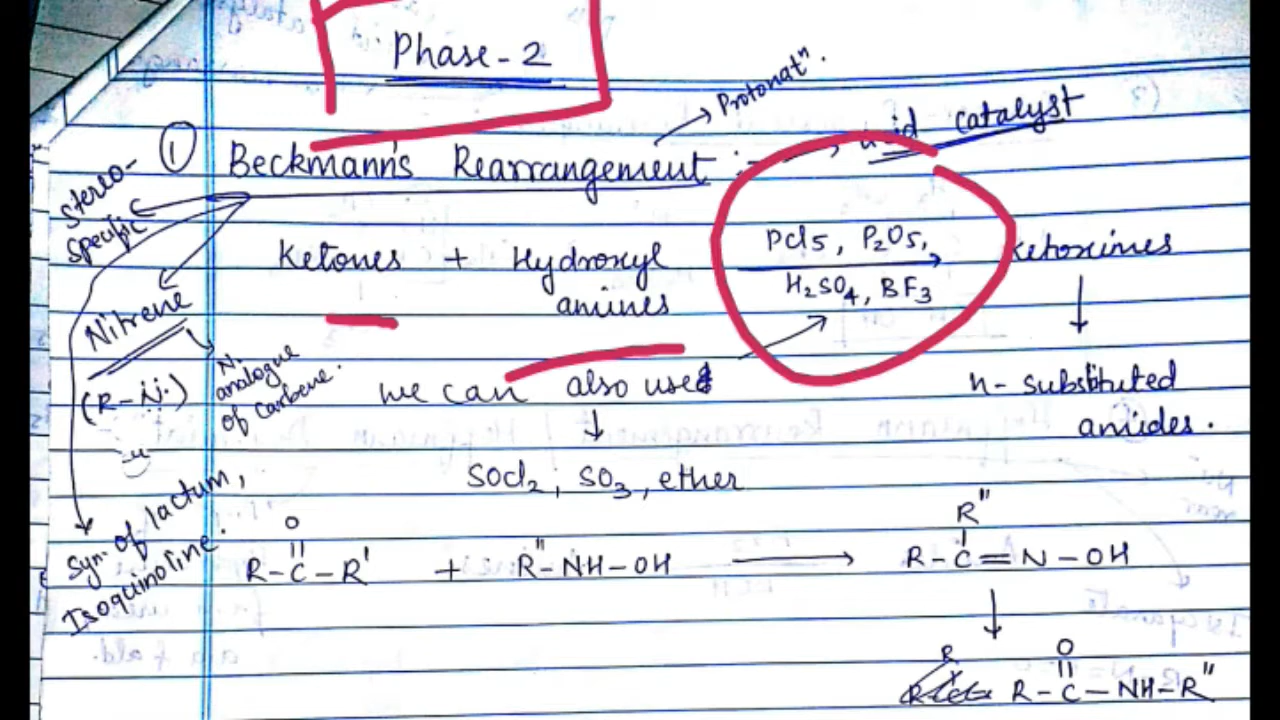 Phase-2
→ Protonatⁿ.
① Beckmann's Rearrangement :- → acid catalyst
Stereo-
Specific
Ketones + Hydroxyl
amines
PCl5, P2O5,
H2SO4, BF3
Ketoximes
↓
n-substituted
amides.
Nitrene
(R-N̈:)
N.
analogue
of Carbene.
we can also used
↓
SOCl2, SO3, ether
Syn. of lactum,
Isoquinoline.
O
||
R-C-R' + R''-NH-OH → R-C=N-OH
R''
↓
O
||
R-C-NH-R''